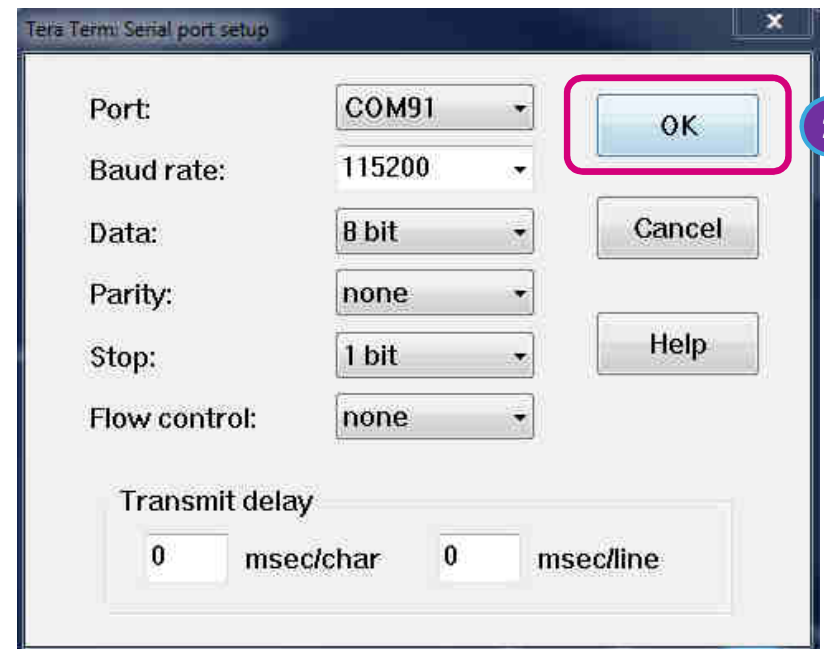 Tera Term: Serial port setup
x
Port: COM91
OK
Baud rate: 115200
Data: 8 bit
Cancel
Parity: none
Stop: 1 bit
Help
Flow control: none
Transmit delay
0 msec/char 0 msec/line